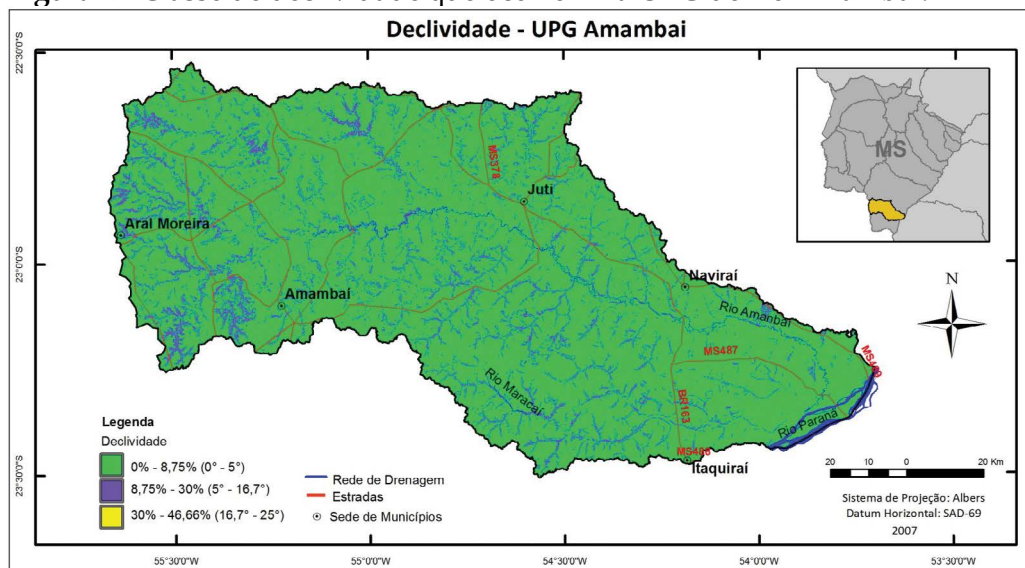 Declividade - UPG Amambai
22°30'0"S
23°0'0"S
23°30'0"S
MS
MS378
Juti
Aral Moreira
Amambaí
Naviraí
Rio Amanbaí
MS487
BR163
Rio Maracaí
Rio Paraná
Itaquiraí
N
Legenda
Declividade
0% - 8,75% (0° - 5°)
8,75% - 30% (5° - 16,7°)
30% - 46,66% (16,7° - 25°)
Rede de Drenagem
Estradas
Sede de Municípios
20 10 0 20 Km
Sistema de Projeção: Albers
Datum Horizontal: SAD-69
2007
55°30'0"W 55°0'0"W 54°30'0"W 54°0'0"W 53°30'0"W